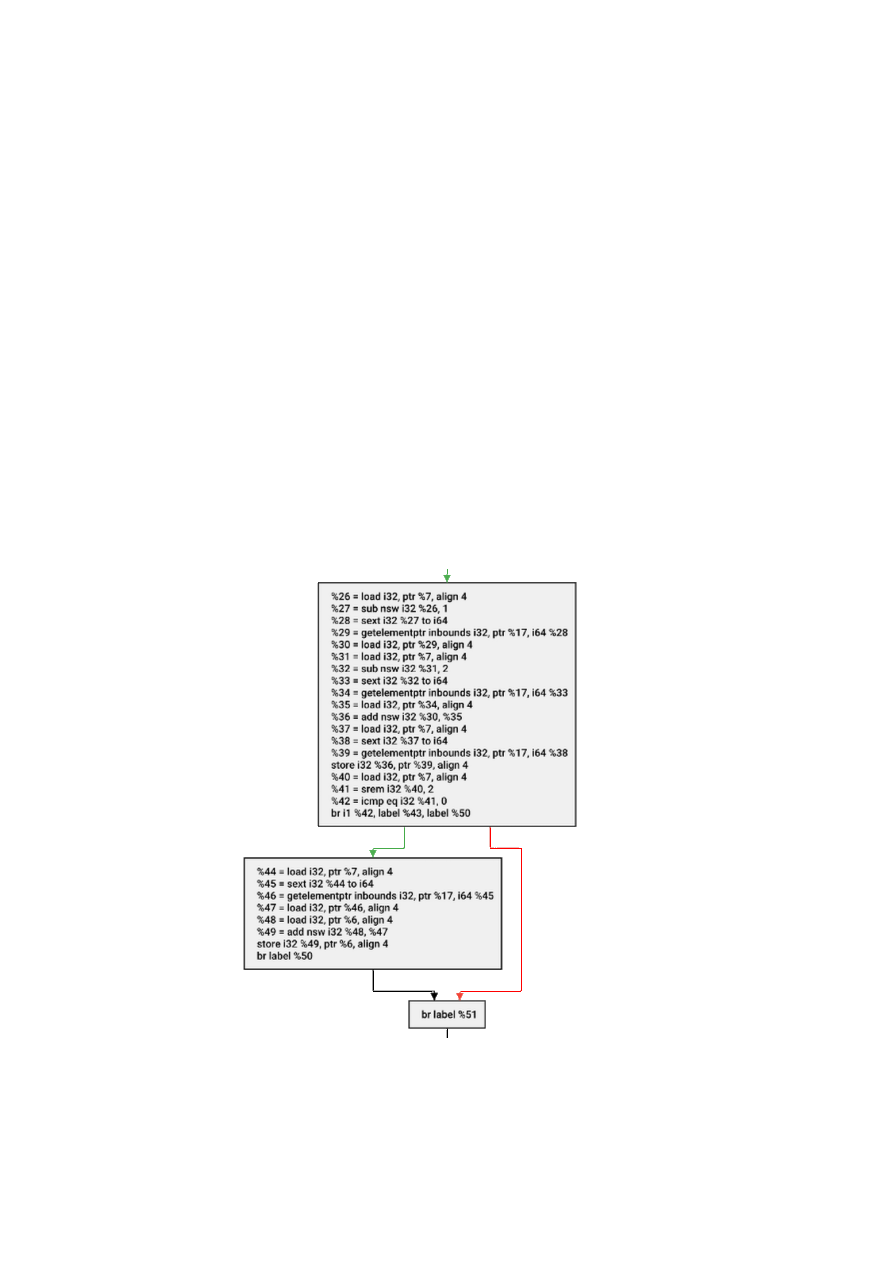 %26 = load i32, ptr %7, align 4
%27 = sub nsw i32 %26, 1
%28 = sext i32 %27 to i64
%29 = getelementptr inbounds i32, ptr %17, i64 %28
%30 = load i32, ptr %29, align 4
%31 = load i32, ptr %7, align 4
%32 = sub nsw i32 %31, 2
%33 = sext i32 %32 to i64
%34 = getelementptr inbounds i32, ptr %17, i64 %33
%35 = load i32, ptr %34, align 4
%36 = add nsw i32 %30, %35
%37 = load i32, ptr %7, align 4
%38 = sext i32 %37 to i64
%39 = getelementptr inbounds i32, ptr %17, i64 %38
store i32 %36, ptr %39, align 4
%40 = load i32, ptr %7, align 4
%41 = srem i32 %40, 2
%42 = icmp eq i32 %41, 0
br i1 %42, label %43, label %50
%44 = load i32, ptr %7, align 4
%45 = sext i32 %44 to i64
%46 = getelementptr inbounds i32, ptr %17, i64 %45
%47 = load i32, ptr %46, align 4
%48 = load i32, ptr %6, align 4
%49 = add nsw i32 %48, %47
store i32 %49, ptr %6, align 4
br label %50
br label %51